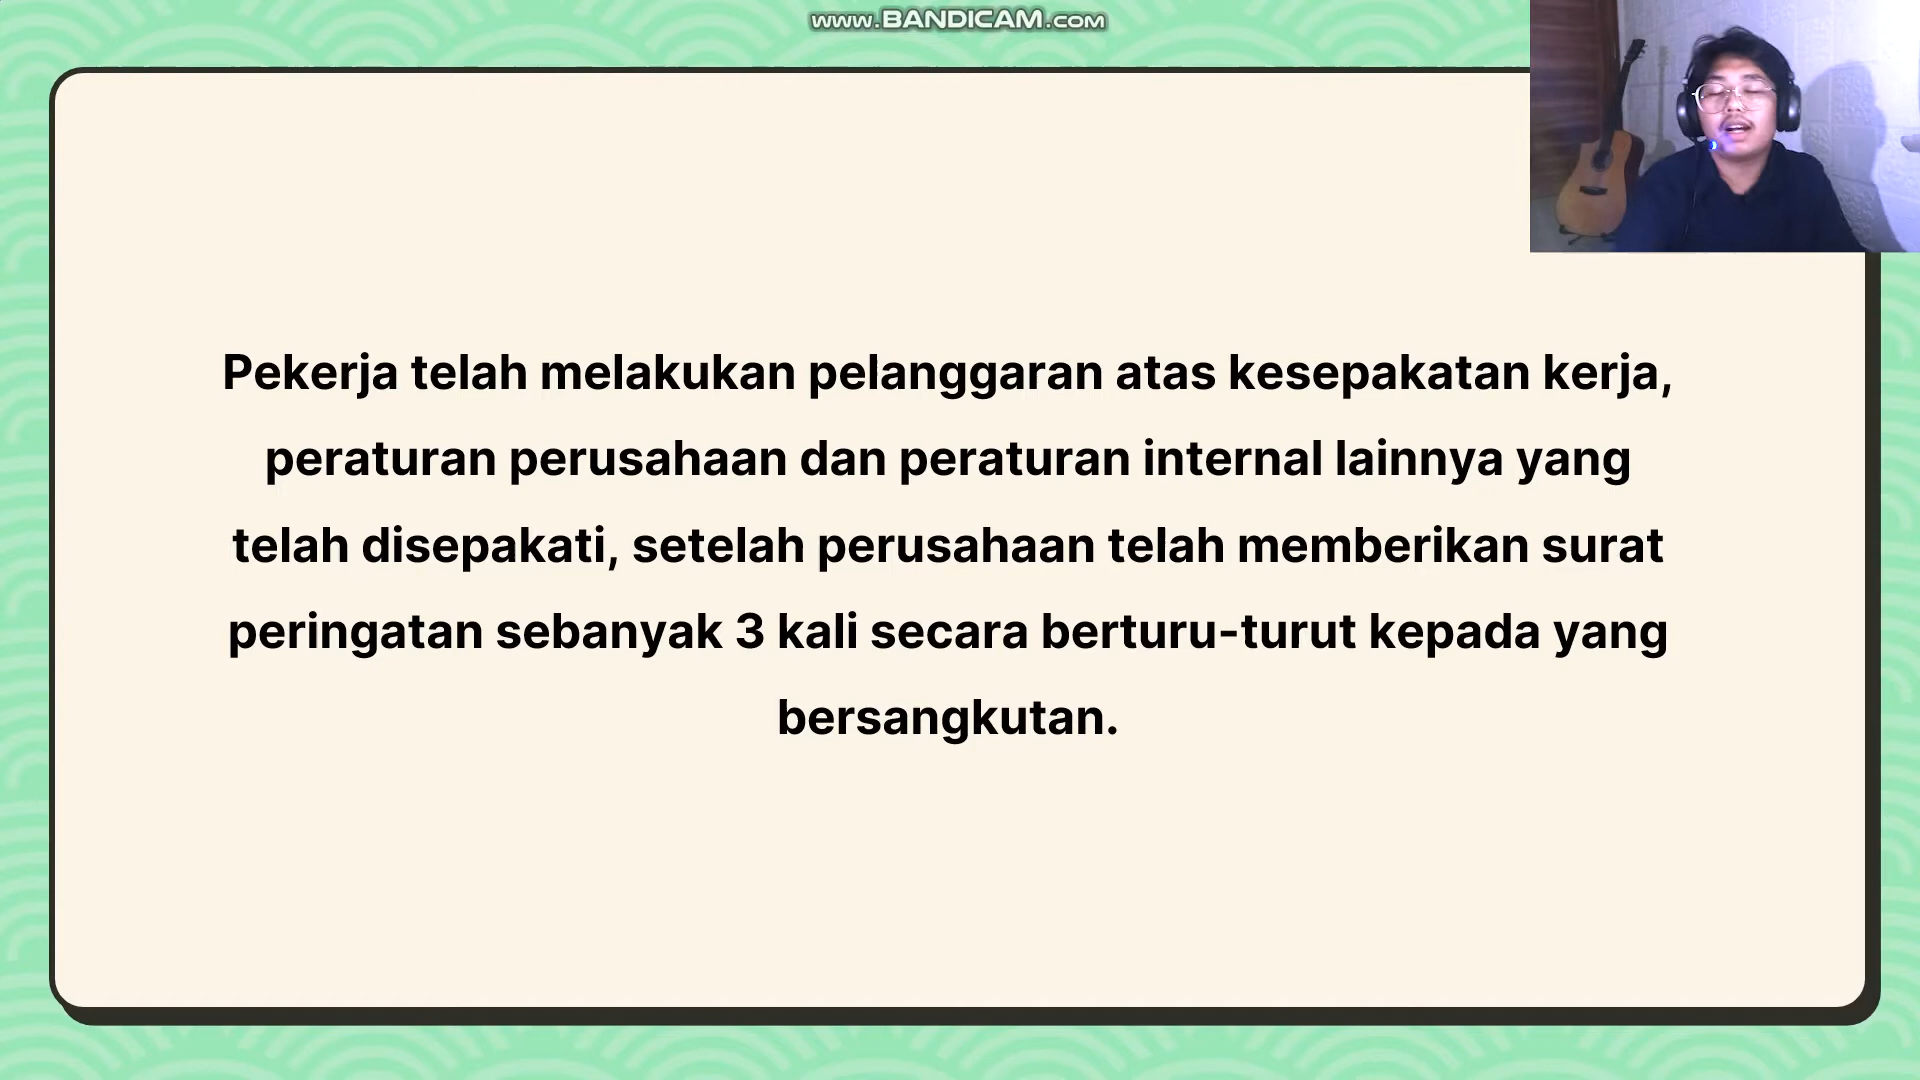 www.BANDICAM.com
Pekerja telah melakukan pelanggaran atas kesepakatan kerja,
peraturan perusahaan dan peraturan internal lainnya yang
telah disepakati, setelah perusahaan telah memberikan surat
peringatan sebanyak 3 kali secara berturu-turut kepada yang
bersangkutan.